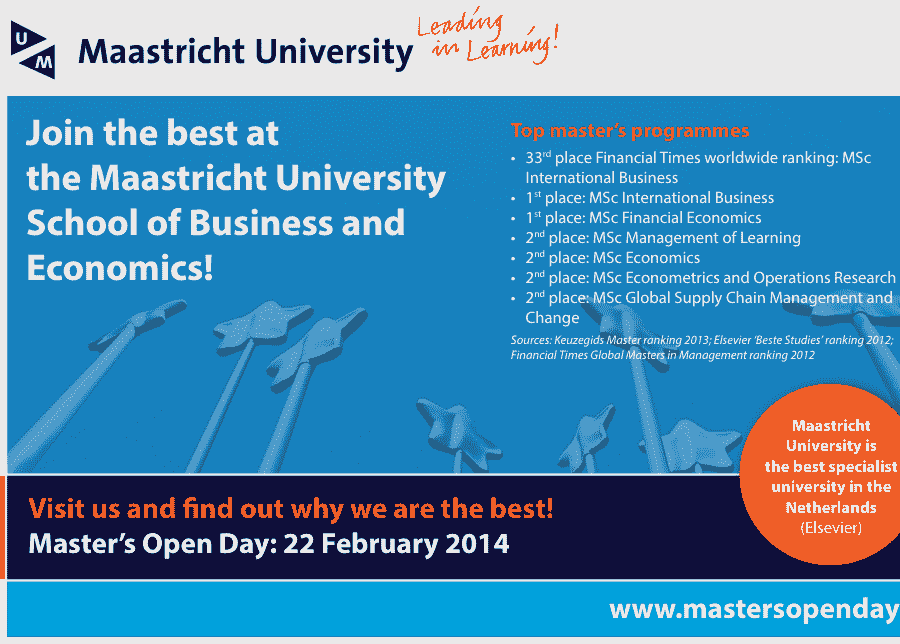 UM
Maastricht University
Leading
in Learning!
Join the best at
the Maastricht University
School of Business and
Economics!
Top master's programmes
• 33rd place Financial Times worldwide ranking: MSc
International Business
• 1st place: MSc International Business
• 1st place: MSc Financial Economics
• 2nd place: MSc Management of Learning
• 2nd place: MSc Economics
• 2nd place: MSc Econometrics and Operations Research
• 2nd place: MSc Global Supply Chain Management and
Change
Sources: Keuzegids Master ranking 2013; Elsevier ‘Beste Studies’ ranking 2012;
Financial Times Global Masters in Management ranking 2012
Maastricht
University is
the best specialist
university in the
Netherlands
(Elsevier)
Visit us and find out why we are the best!
Master’s Open Day: 22 February 2014
www.mastersopenday